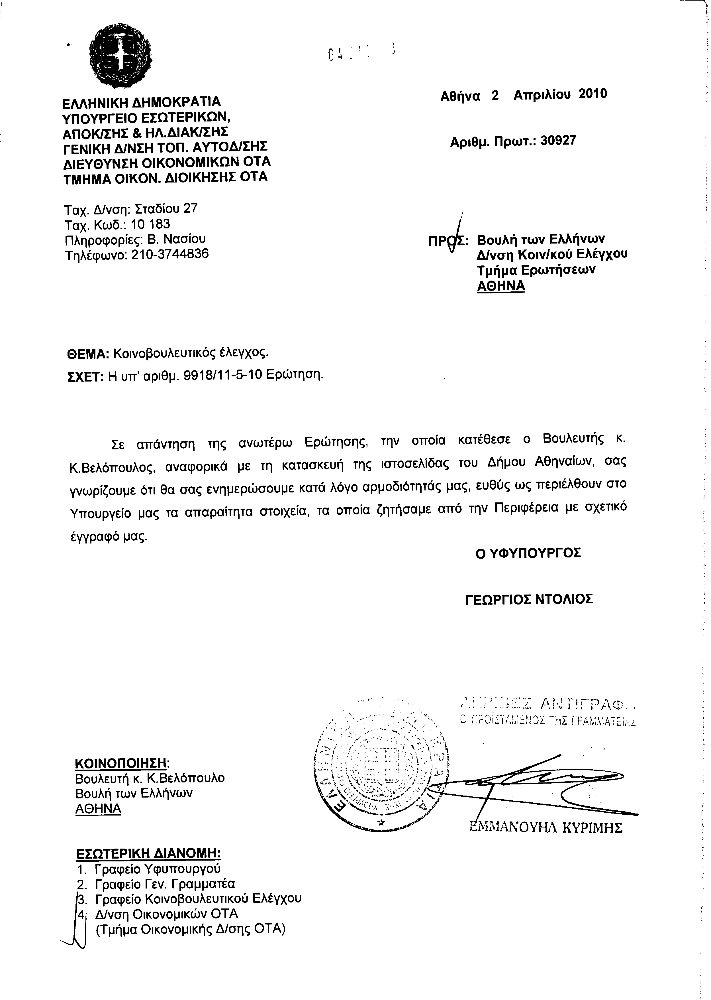 04
ΕΛΛΗΝΙΚΗ ΔΗΜΟΚΡΑΤΙΑ
ΥΠΟΥΡΓΕΙΟ ΕΣΩΤΕΡΙΚΩΝ,
ΑΠΟΚ/ΣΗΣ & ΗΛ.ΔΙΑΚ/ΣΗΣ
ΓΕΝΙΚΗ Δ/ΝΣΗ ΤΟΠ. ΑΥΤΟΔ/ΣΗΣ
ΔΙΕΥΘΥΝΣΗ ΟΙΚΟΝΟΜΙΚΩΝ ΟΤΑ
ΤΜΗΜΑ ΟΙΚΟΝ. ΔΙΟΙΚΗΣΗΣ ΟΤΑ
Αθήνα 2 Απριλίου 2010
Αριθμ. Πρωτ.: 30927
Ταχ. Δ/νση: Σταδίου 27
Ταχ. Κωδ.: 10 183
Πληροφορίες: Β. Νασίου
Τηλέφωνο: 210-3744836
ΠΡΟΣ: Βουλή των Ελλήνων
Δ/νση Κοιν/κού Ελέγχου
Τμήμα Ερωτήσεων
ΑΘΗΝΑ
ΘΕΜΑ: Κοινοβουλευτικός έλεγχος.
ΣΧΕΤ: Η υπ' αριθμ. 9918/11-5-10 Ερώτηση.
Σε απάντηση της ανωτέρω Ερώτησης, την οποία κατέθεσε ο Βουλευτής κ.
Κ.Βελόπουλος, αναφορικά με τη κατασκευή της ιστοσελίδας του Δήμου Αθηναίων, σας
γνωρίζουμε ότι θα σας ενημερώσουμε κατά λόγο αρμοδιότητάς μας, ευθύς ως περιέλθουν στο
Υπουργείο μας τα απαραίτητα στοιχεία, τα οποία ζητήσαμε από την Περιφέρεια με σχετικό
έγγραφό μας.
Ο ΥΦΥΠΟΥΡΓΟΣ
ΓΕΩΡΓΙΟΣ ΝΤΟΛΙΟΣ
ΑΚΡΙΒΕΣ ΑΝΤΙΓΡΑΦΟ
Ο ΠΡΟΪΣΤΑΜΕΝΟΣ ΤΗΣ ΓΡΑΜΜΑΤΕΙΑΣ
ΕΜΜΑΝΟΥΗΛ ΚΥΡΙΜΗΣ
ΚΟΙΝΟΠΟΙΗΣΗ:
Βουλευτή κ. Κ.Βελόπουλο
Βουλή των Ελλήνων
ΑΘΗΝΑ
ΕΣΩΤΕΡΙΚΗ ΔΙΑΝΟΜΗ:
1. Γραφείο Υφυπουργού
2. Γραφείο Γεν. Γραμματέα
3. Γραφείο Κοινοβουλευτικού Ελέγχου
4. Δ/νση Οικονομικών ΟΤΑ
(Τμήμα Οικονομικής Δ/σης ΟΤΑ)